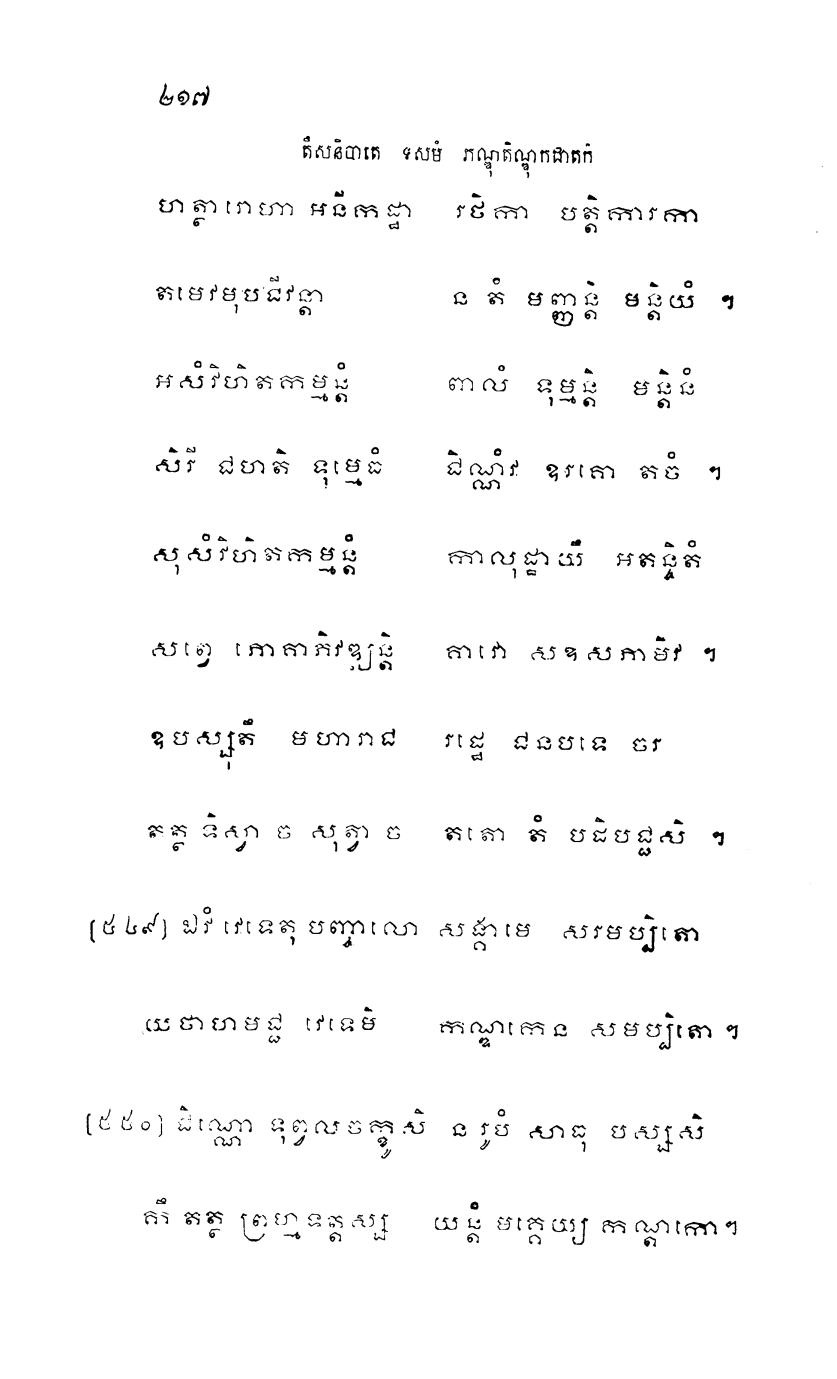 ២១៧
តឹសនិបាតេ ទសមំ ភណ្ឌុតិណ្ឌុកជាតកំ
ហត្ថារោហា អនីកដ្ឋា រថិកា បត្តិការកា
តមេវមុបជីវន្តា ន តំ មញ្ញន្តិ មន្តិយំ ៗ
អសំវិហិតកម្មន្តំ ពាលំ ទុម្មន្តិ មន្តិនំ
សិរី ជហតិ ទុម្មេធំ ជិណ្ណំវ ឧរគោ តចំ ៗ
សុសំវិហិតកម្មន្តំ កាលុដ្ឋាយឹ អតន្ទិតំ
សព្វេ ភោគាភិវឌ្ឍន្តិ គាវោ សឧសភាមិវ ៗ
ឧបស្សុតឹ មហារាជ រដ្ឋេ ជនបទេ ចរ
តត្ថ ទិស្វា ច សុត្វា ច តតោ តំ បដិបជ្ជសិ ៗ
[៥៤៩] ឯវំ វេទេតុ បញ្ចាលោ សង្គាមេ សរមប្បិតោ
យថាហមជ្ជ វេទេមិ កណ្ឌកេន សមប្បិតោ ៗ
[៥៥០] ជិណ្ណោ ទុព្វលចក្ខូសិ ន រូបំ សាធុ បស្សសិ
កឹ តត្ថ ព្រហ្មទត្តស្ស យន្តំ មគ្គេយ្យ កណ្ដកោ ៗ